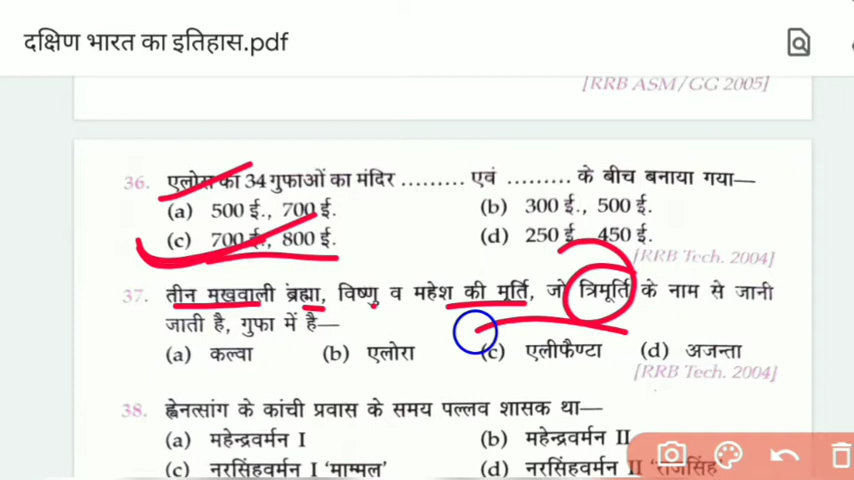 दक्षिण भारत का इतिहास.pdf
[RRB ASM/GG 2005]
36. एलोरा का 34 गुफाओं का मंदिर ......... एवं ......... के बीच बनाया गया—
(a) 500 ई., 700 ई. (b) 300 ई., 500 ई.
(c) 700 ई., 800 ई. (d) 250 ई., 450 ई.
[RRB Tech. 2004]
37. तीन मुखवाली ब्रह्मा, विष्णु व महेश की मूर्ति, जो त्रिमूर्ति के नाम से जानी
जाती है, गुफा में है—
(a) कल्वा (b) एलोरा (c) एलीफैण्टा (d) अजन्ता
[RRB Tech. 2004]
38. ह्वेनत्सांग के कांची प्रवास के समय पल्लव शासक था—
(a) महेन्द्रवर्मन I (b) महेन्द्रवर्मन II
(c) नरसिंहवर्मन I ‘माम्मल’ (d) नरसिंहवर्मन II ‘राजसिंह’